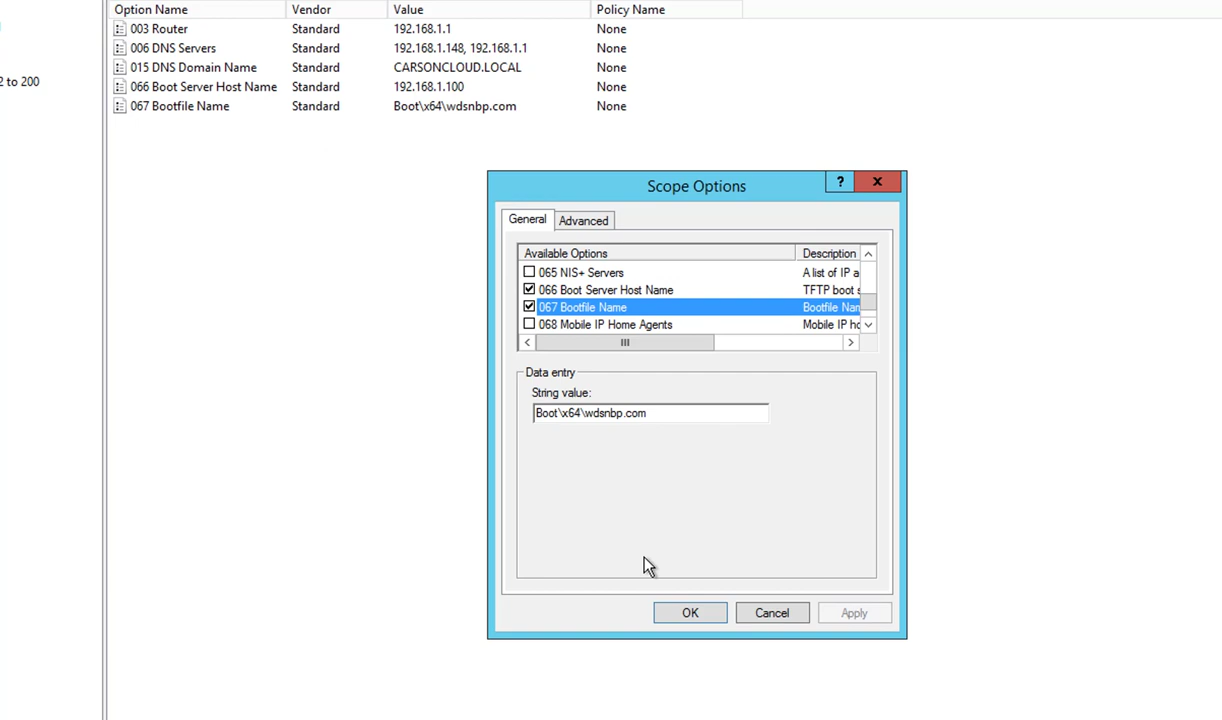 Option Name Vendor Value Policy Name
003 Router Standard 192.168.1.1 None
006 DNS Servers Standard 192.168.1.148, 192.168.1.1 None
015 DNS Domain Name Standard CARSONCLOUD.LOCAL None
2 to 200
066 Boot Server Host Name Standard 192.168.1.100 None
067 Bootfile Name Standard Boot\x64\wdsnbp.com None
Scope Options ? x
General Advanced
Available Options Description
065 NIS+ Servers A list of IP a
066 Boot Server Host Name TFTP boot s
067 Bootfile Name Bootfile Nan
068 Mobile IP Home Agents Mobile IP ho
Data entry
String value:
Boot\x64\wdsnbp.com
OK Cancel Apply